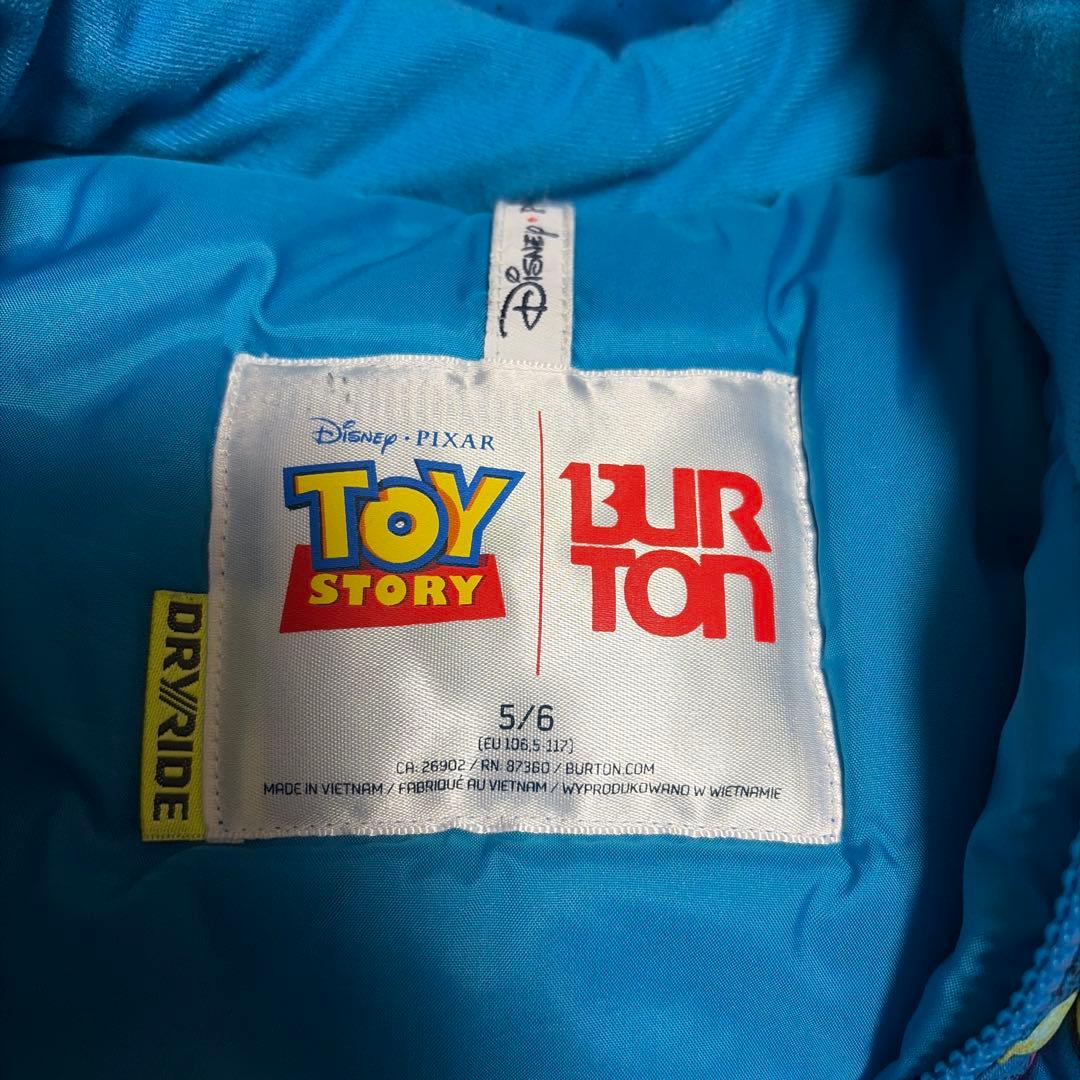 Disney
Disney · PIXAR
TOY
STORY
BUR
TON
5/6
(EU 106,5-117)
CA: 26902 / RN: 87360 / BURTON.COM
MADE IN VIETNAM / FABRIQUÉ AU VIETNAM / WYPRODUKOWANO W WIETNAMIE
DRY//RIDE